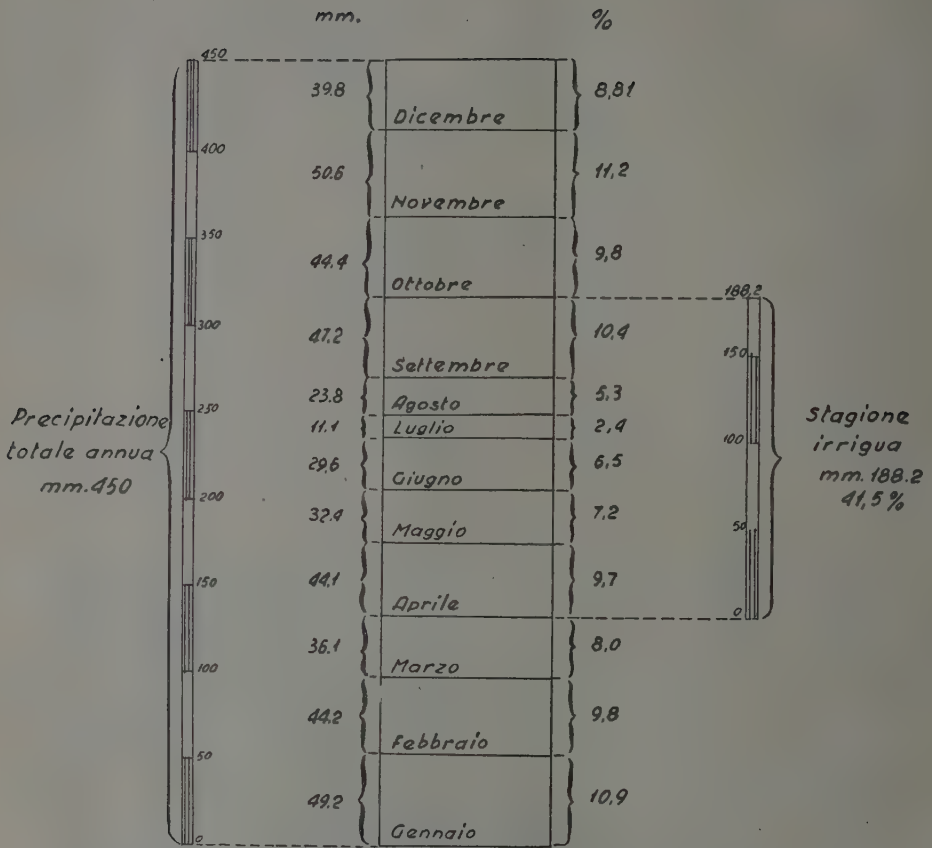 mm. %
450
400
350
300
250
200
150
100
50
0
Precipitazione
totale annua
mm. 450
39.8 Dicembre 8,81
50.6 Novembre 11,2
44.4 Ottobre 9,8
47.2 Settembre 10,4
23.8 Agosto 5,3
11.1 Luglio 2,4
29,6 Giugno 6,5
32.4 Maggio 7,2
44.1 Aprile 9,7
36.1 Marzo 8,0
44.2 Febbraio 9,8
49.2 Gennaio 10,9
188,2
150
100
50
0
Stagione
irrigua
mm. 188.2
41,5 %